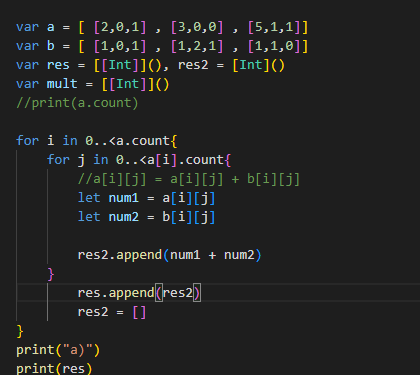 var a = [ [2,0,1] , [3,0,0] , [5,1,1]]
var b = [ [1,0,1] , [1,2,1] , [1,1,0]]
var res = [[Int]](), res2 = [Int]()
var mult = [[Int]]()
//print(a.count)
for i in 0..<a.count{
    for j in 0..<a[i].count{
        //a[i][j] = a[i][j] + b[i][j]
        let num1 = a[i][j]
        let num2 = b[i][j]
        res2.append(num1 + num2)
    }
        res.append(res2)
        res2 = []
}
print("a)")
print(res)